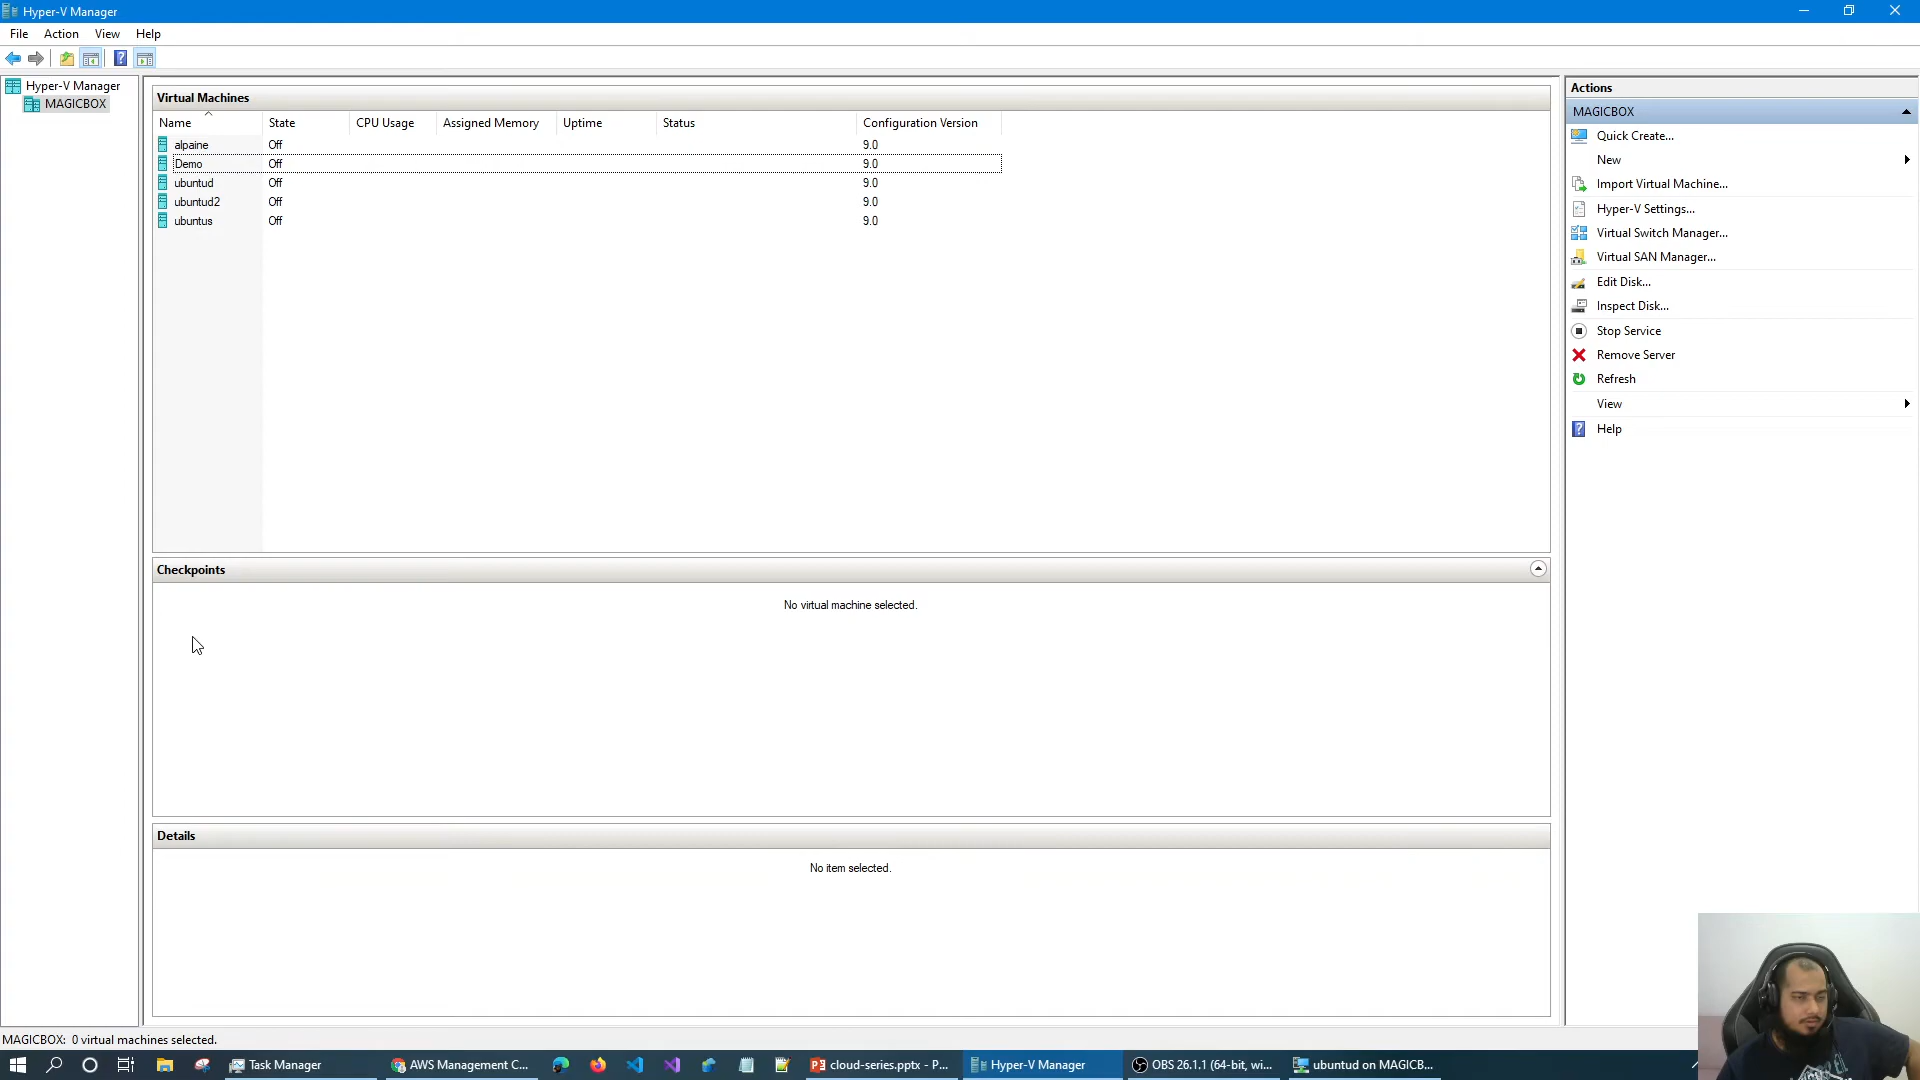 Hyper-V Manager
File Action View Help
Hyper-V Manager
MAGICBOX
Virtual Machines
Name State CPU Usage Assigned Memory Uptime Status Configuration Version
alpaine Off 9.0
Demo Off 9.0
ubuntud Off 9.0
ubuntud2 Off 9.0
ubuntus Off 9.0
Checkpoints
No virtual machine selected.
Details
No item selected.
Actions
MAGICBOX
Quick Create...
New
Import Virtual Machine...
Hyper-V Settings...
Virtual Switch Manager...
Virtual SAN Manager...
Edit Disk...
Inspect Disk...
Stop Service
Remove Server
Refresh
View
Help
MAGICBOX: 0 virtual machines selected.
Task Manager AWS Management C... cloud-series.pptx - P... Hyper-V Manager OBS 26.1.1 (64-bit, wi... ubuntud on MAGICB...